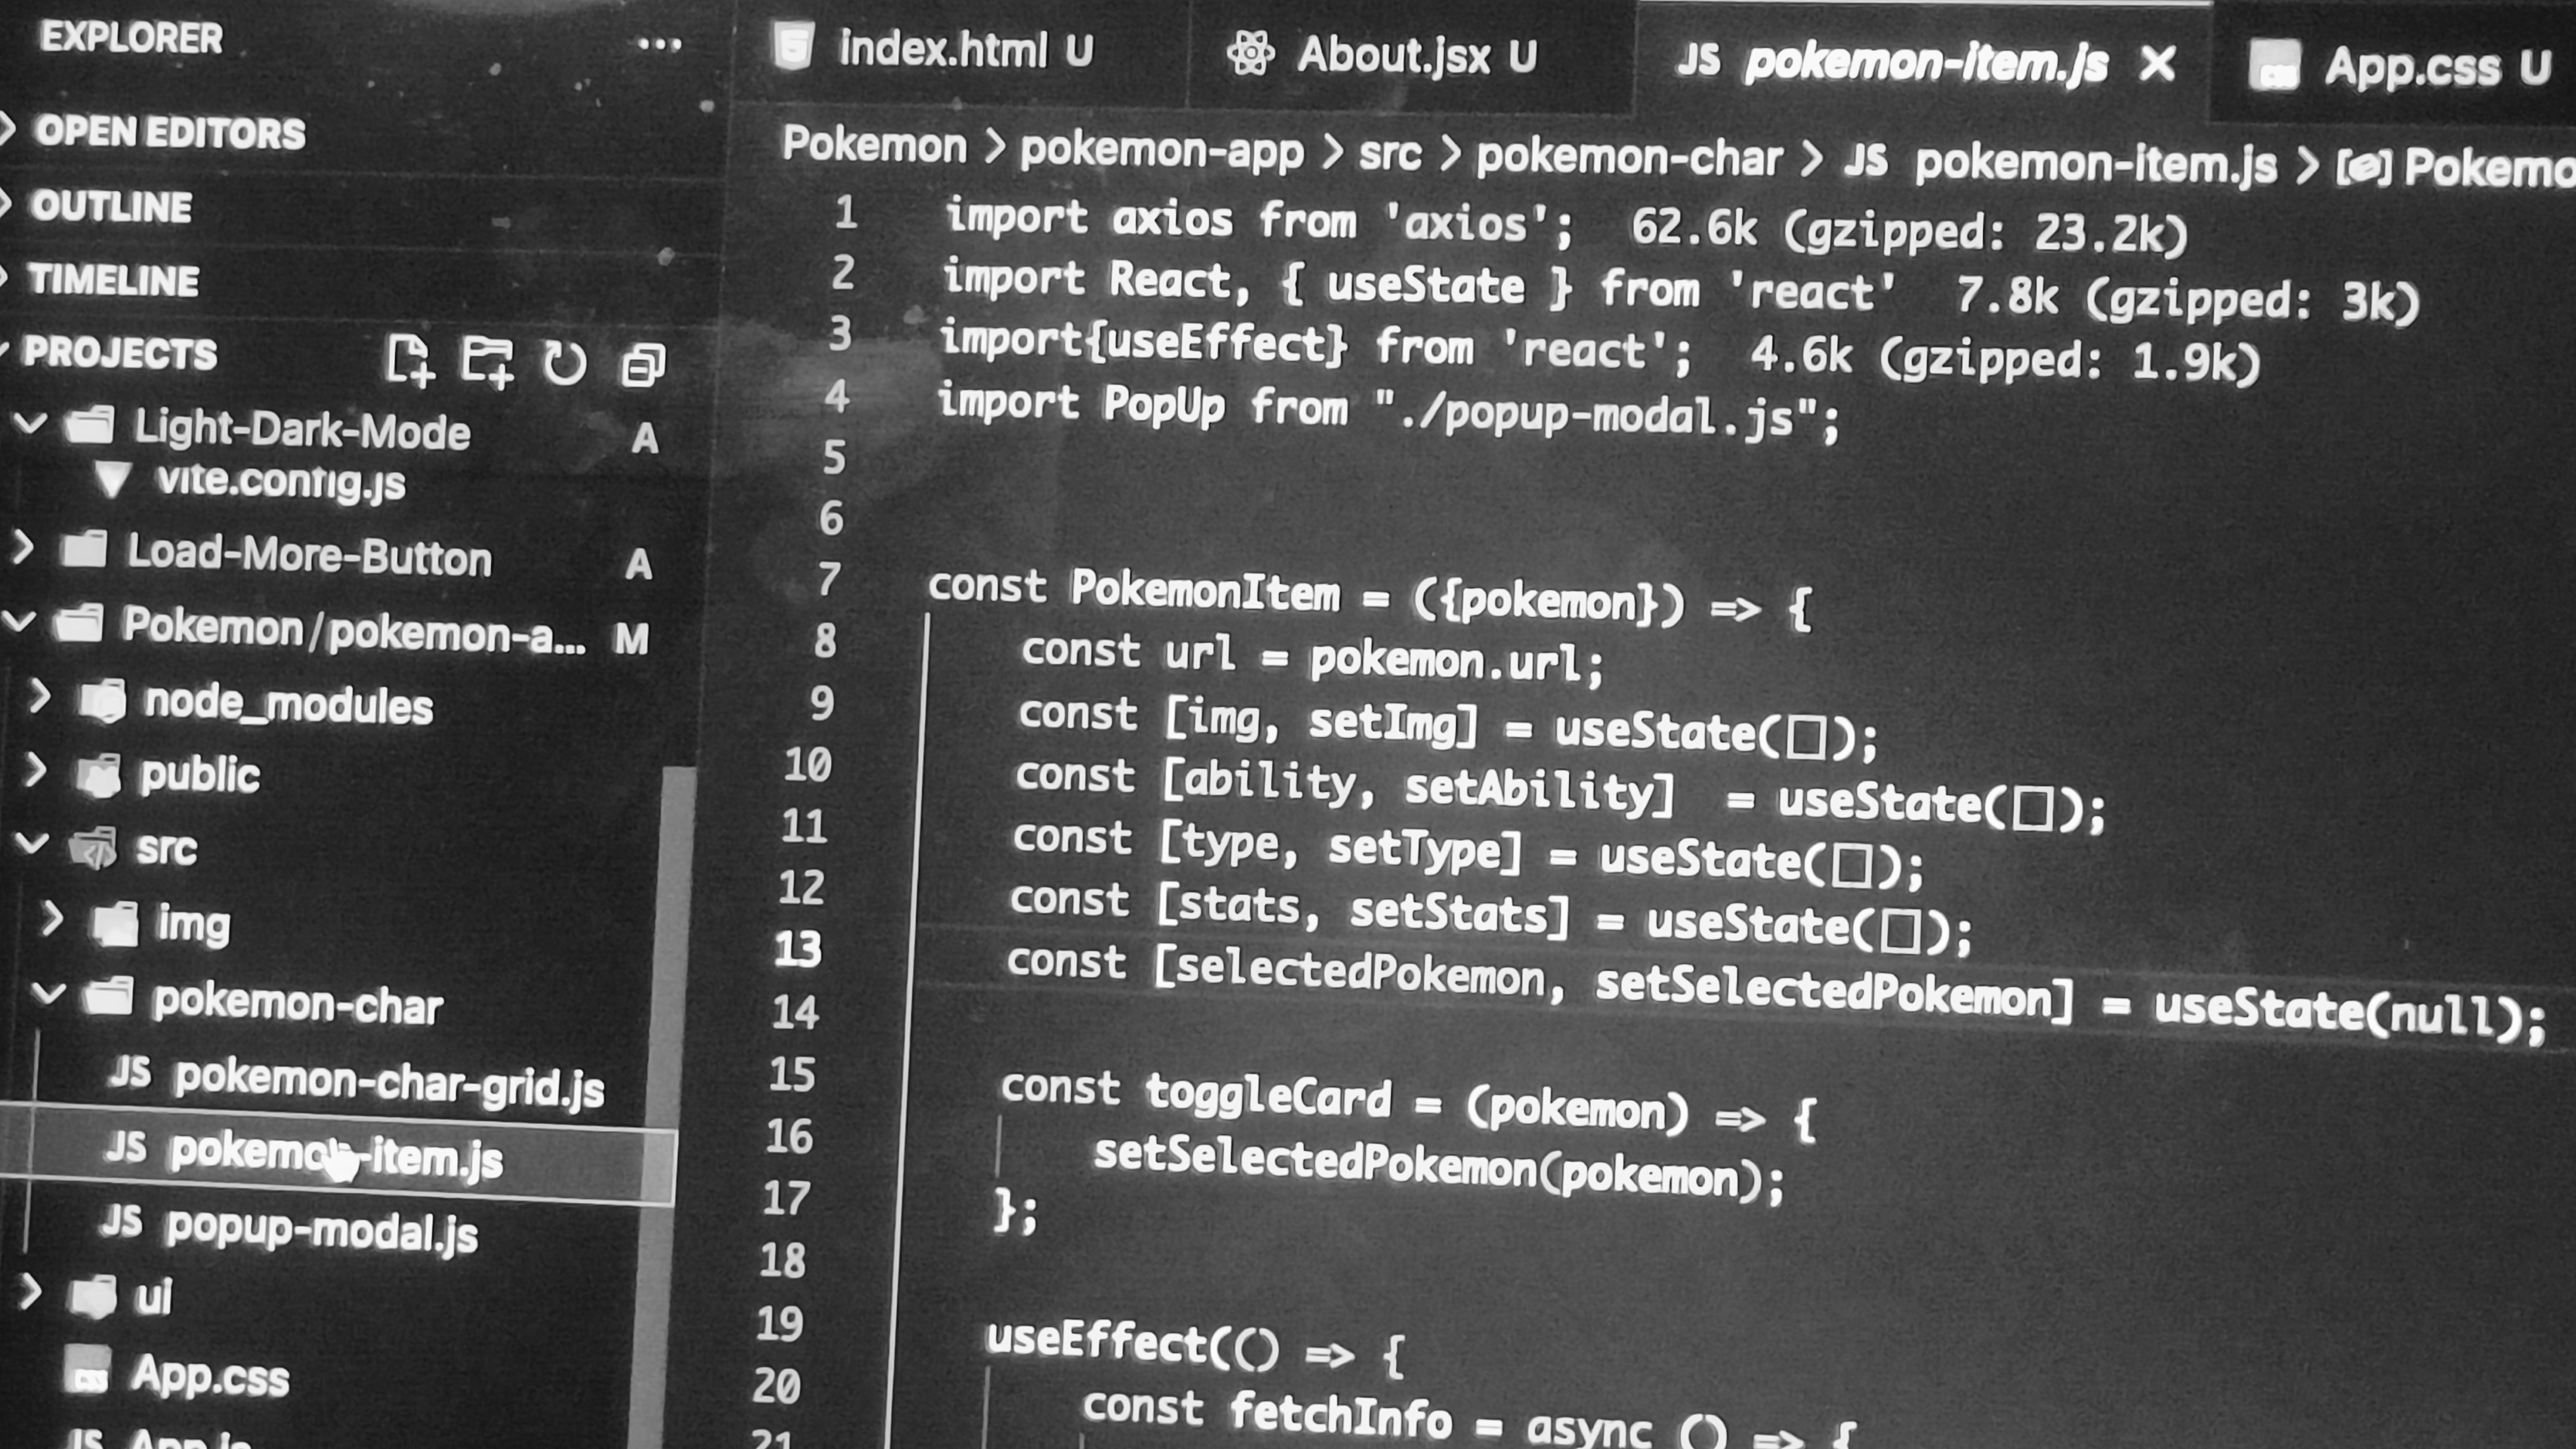 EXPLORER ...
OPEN EDITORS
OUTLINE
TIMELINE
PROJECTS
Light-Dark-Mode A
vite.config.js
Load-More-Button A
Pokemon/pokemon-a... M
node_modules
public
src
img
pokemon-char
JS pokemon-char-grid.js
JS pokemon-item.js
JS popup-modal.js
ui
App.css
JS App.js
index.html U
About.jsx U
JS pokemon-item.js
App.css U
Pokemon > pokemon-app > src > pokemon-char > JS pokemon-item.js > Pokemo
1 import axios from 'axios'; 62.6k (gzipped: 23.2k)
2 import React, { useState } from 'react' 7.8k (gzipped: 3k)
3 import{useEffect} from 'react'; 4.6k (gzipped: 1.9k)
4 import PopUp from "./popup-modal.js";
5
6
7 const PokemonItem = ({pokemon}) => {
8 const url = pokemon.url;
9 const [img, setImg] = useState([]);
10 const [ability, setAbility]  = useState([]);
11 const [type, setType] = useState([]);
12 const [stats, setStats] = useState([]);
13 const [selectedPokemon, setSelectedPokemon] = useState(null);
14
15 const toggleCard = (pokemon) => {
16 setSelectedPokemon(pokemon);
17 };
18
19 useEffect(() => {
20 const fetchInfo = async () => {
21